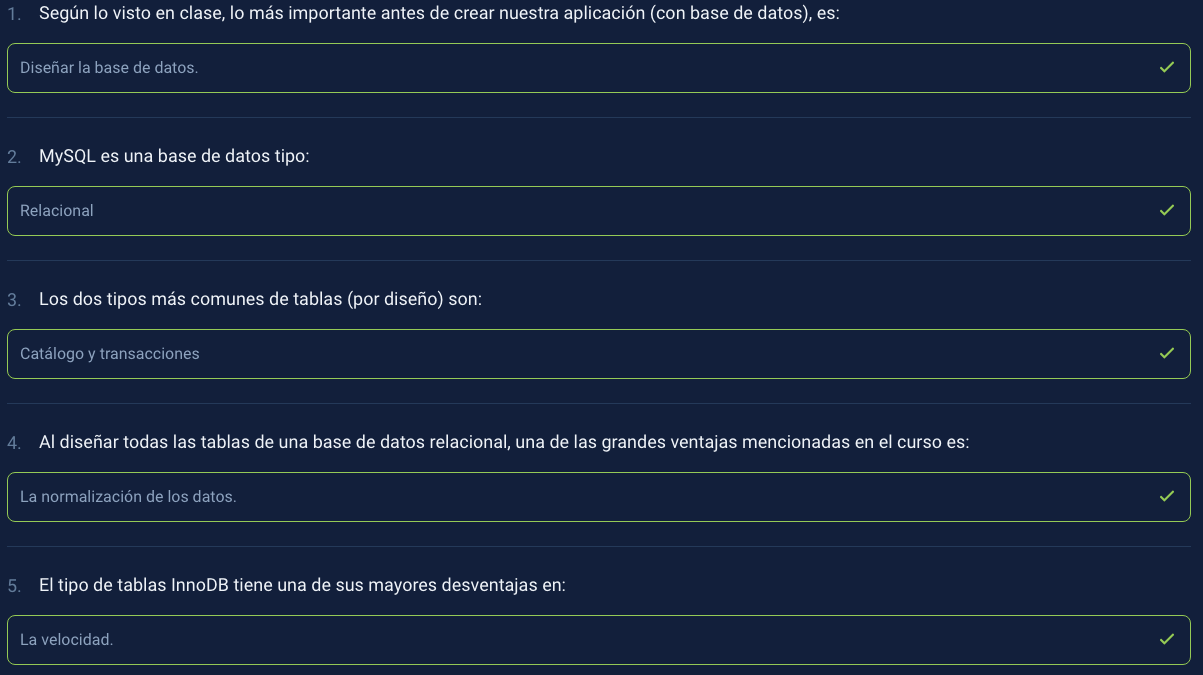 1. Según lo visto en clase, lo más importante antes de crear nuestra aplicación (con base de datos), es:
Diseñar la base de datos.
2. MySQL es una base de datos tipo:
Relacional
3. Los dos tipos más comunes de tablas (por diseño) son:
Catálogo y transacciones
4. Al diseñar todas las tablas de una base de datos relacional, una de las grandes ventajas mencionadas en el curso es:
La normalización de los datos.
5. El tipo de tablas InnoDB tiene una de sus mayores desventajas en:
La velocidad.